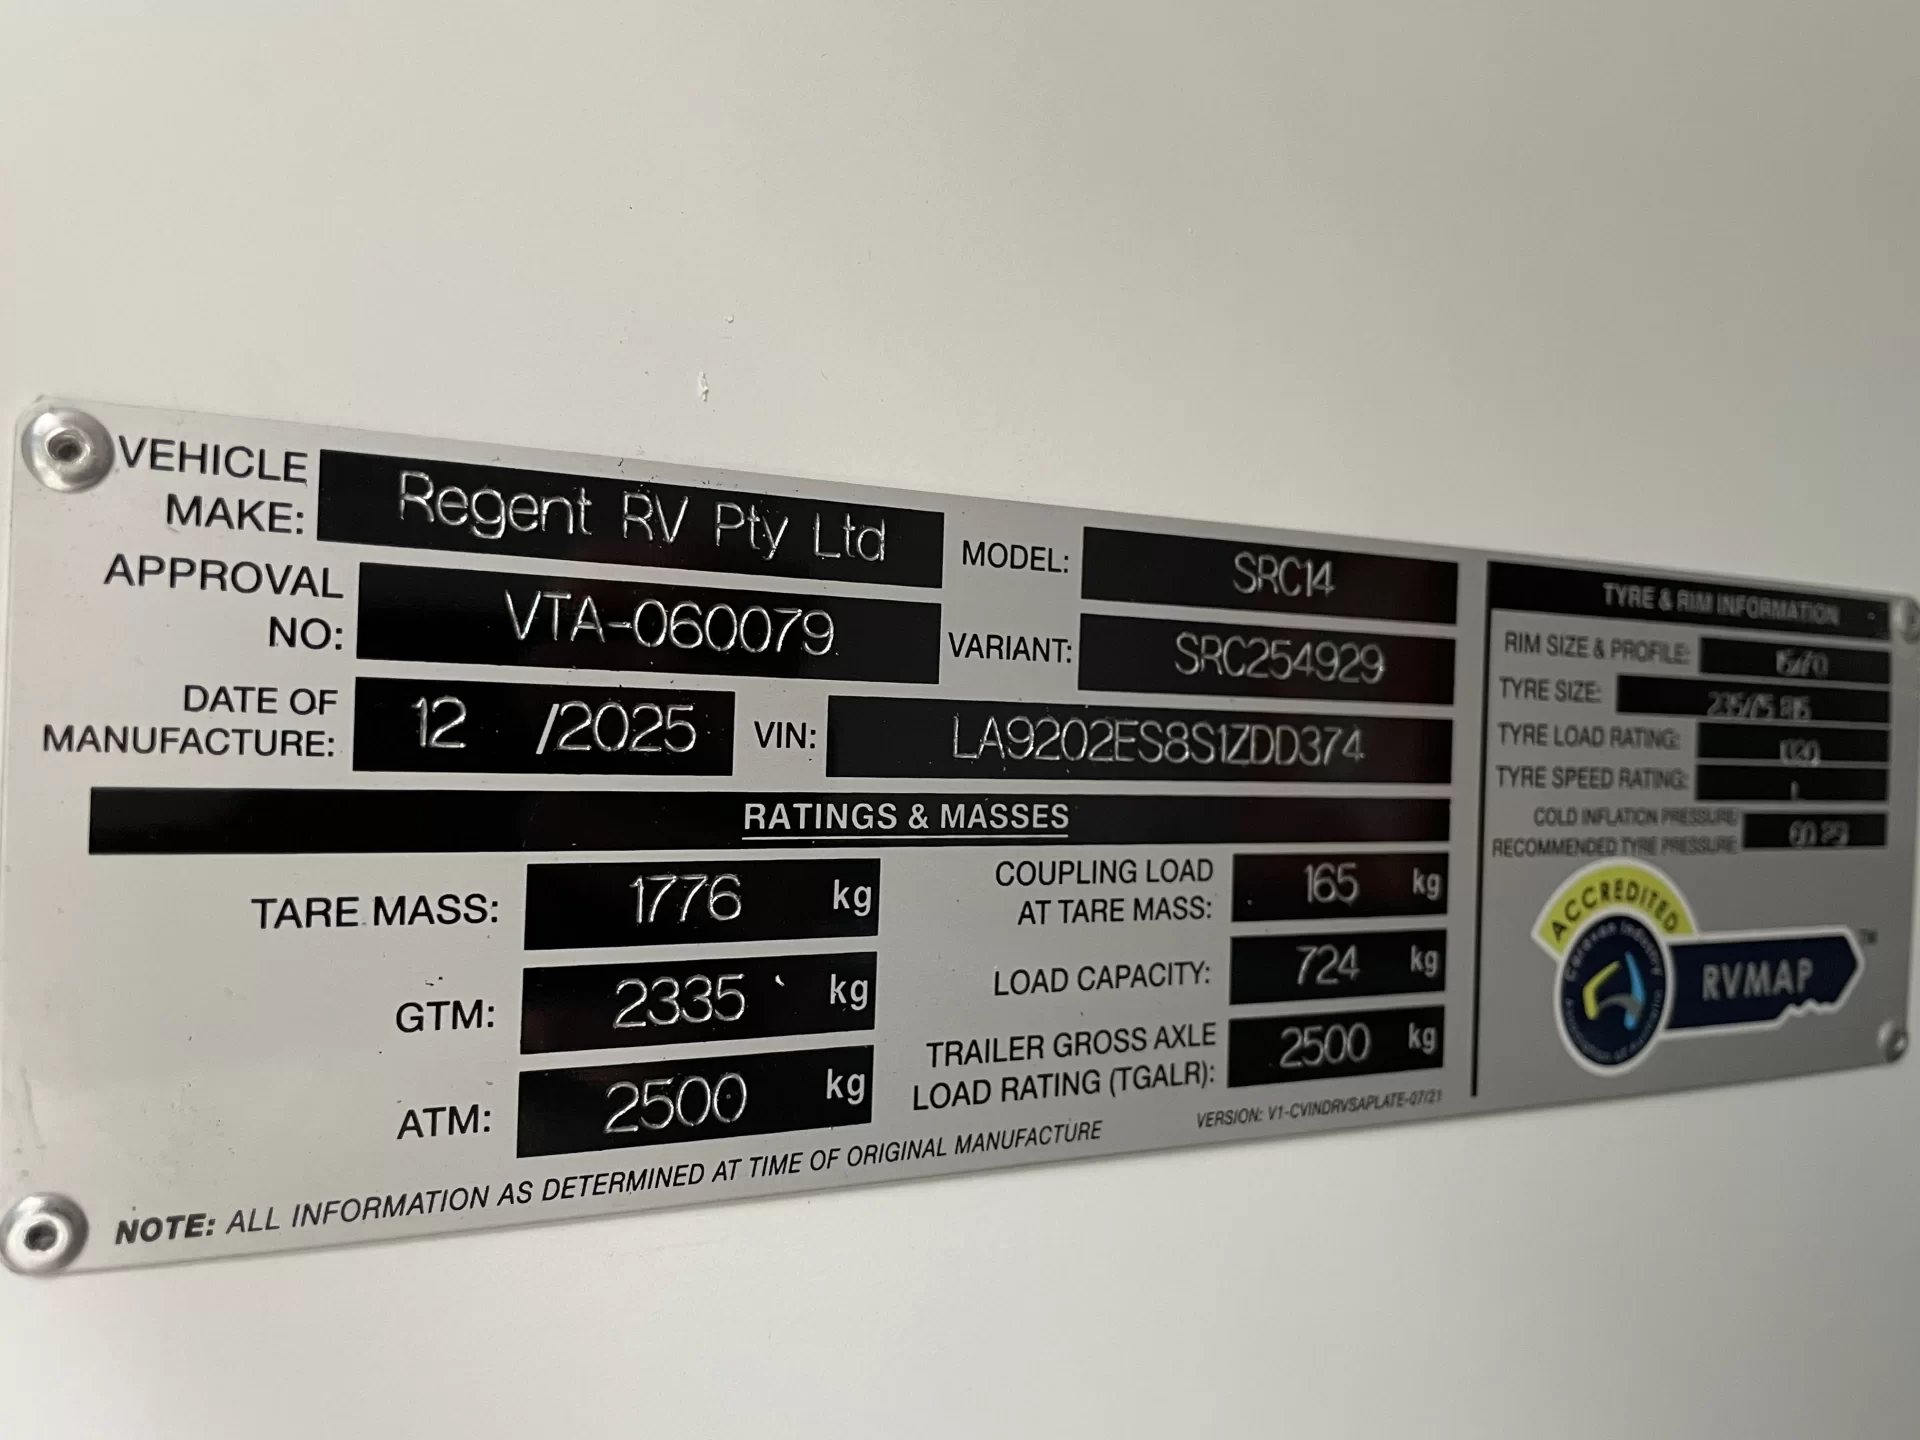 VEHICLE MAKE: Regent RV Pty Ltd
MODEL: SRC14
APPROVAL NO: VTA-060079
VARIANT: SRC254929
DATE OF MANUFACTURE: 12 /2025
VIN: LA9202ES8S1ZDD374
RATINGS & MASSES
TARE MASS: 1776 kg
COUPLING LOAD AT TARE MASS: 165 kg
GTM: 2335 kg
LOAD CAPACITY: 724 kg
ATM: 2500 kg
TRAILER GROSS AXLE LOAD RATING (TGALR): 2500 kg
VERSION: V1-CVINDRVSAPLATE-07/21
NOTE: ALL INFORMATION AS DETERMINED AT TIME OF ORIGINAL MANUFACTURE
TYRE & RIM INFORMATION
RIM SIZE & PROFILE:
TYRE SIZE:
TYRE LOAD RATING:
TYRE SPEED RATING:
COLD INFLATION PRESSURE
RECOMMENDED TYRE PRESSURE:
ACCREDITED
Caravan Industry
RVMAP
TM